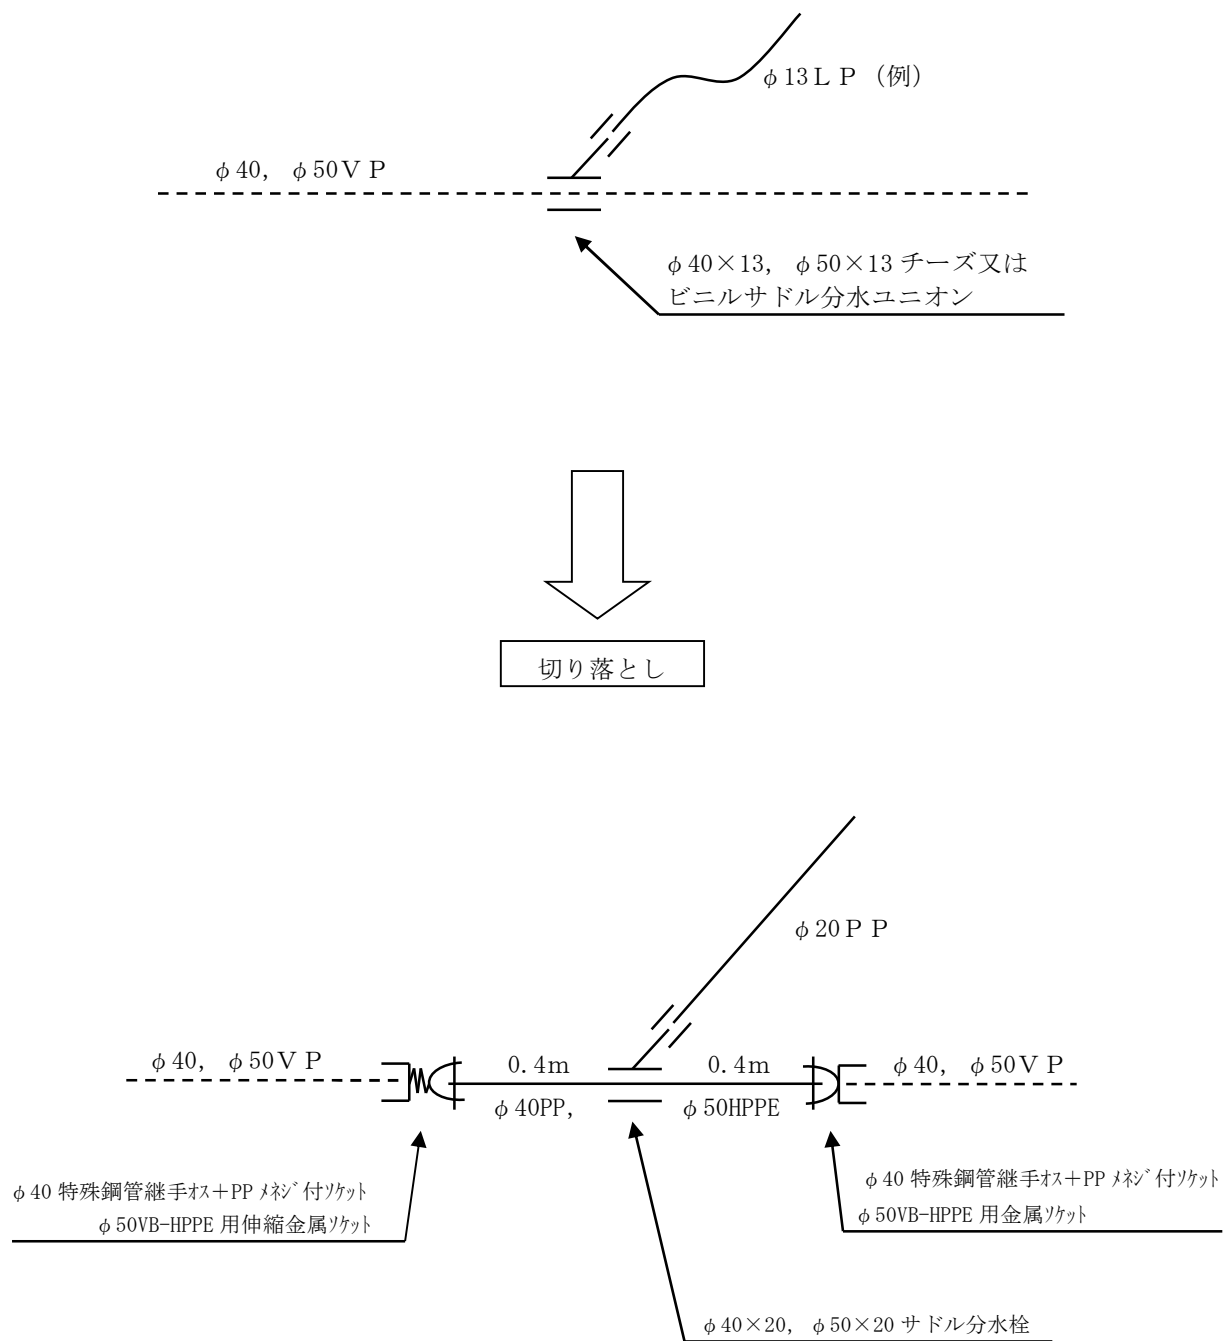 φ13ＬＰ（例）
φ40，φ50ＶＰ
φ40×13，φ50×13 チーズ又は
ビニルサドル分水ユニオン
切り落とし
φ20ＰＰ
φ40，φ50ＶＰ
0.4m
0.4m
φ40，φ50ＶＰ
φ40PP，
φ50HPPE
φ40 特殊鋼管継手ｵｽ＋PP ﾒﾈｼﾞ付ｿｹｯﾄ
φ50VB-HPPE 用伸縮金属ｿｹｯﾄ
φ40 特殊鋼管継手ｵｽ＋PP ﾒﾈｼﾞ付ｿｹｯﾄ
φ50VB-HPPE 用金属ｿｹｯﾄ
φ40×20，φ50×20 サドル分水栓